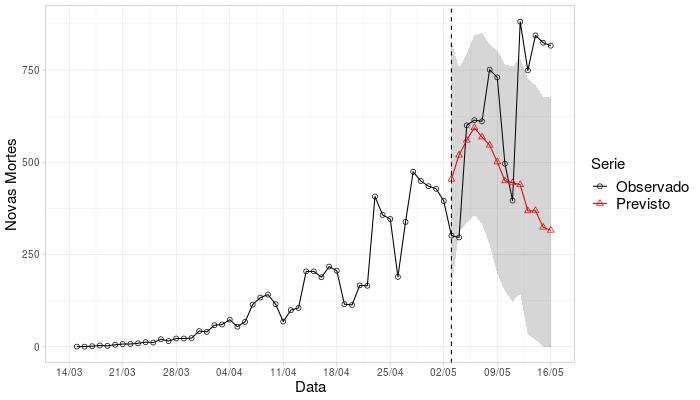 Novas Mortes
750
500
250
0
14/03
21/03
28/03
04/04
11/04
18/04
25/04
02/05
09/05
16/05
Data
Serie
Observado
Previsto